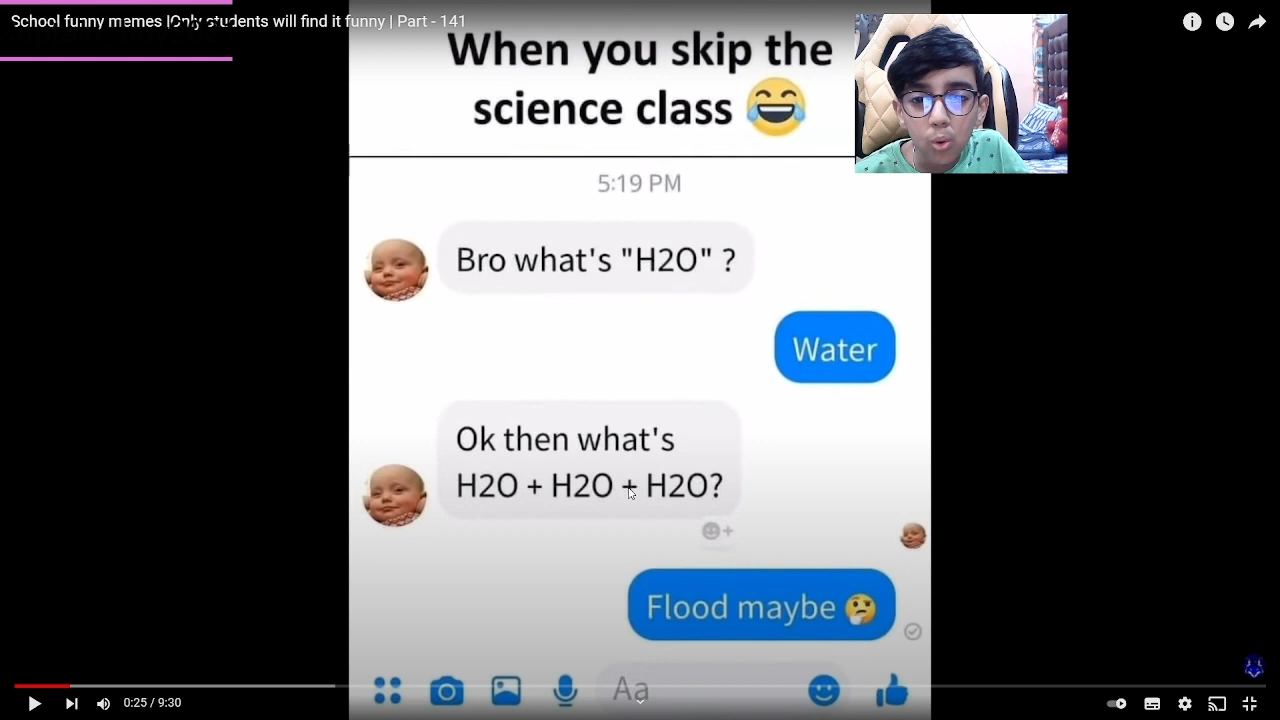 School funny memes |Only students will find it funny | Part - 141
When you skip the
science class 😂
5:19 PM
Bro what's "H2O" ?
Water
Ok then what's
H2O + H2O + H2O?
Flood maybe 🤔
Aa
0:25 / 9:30